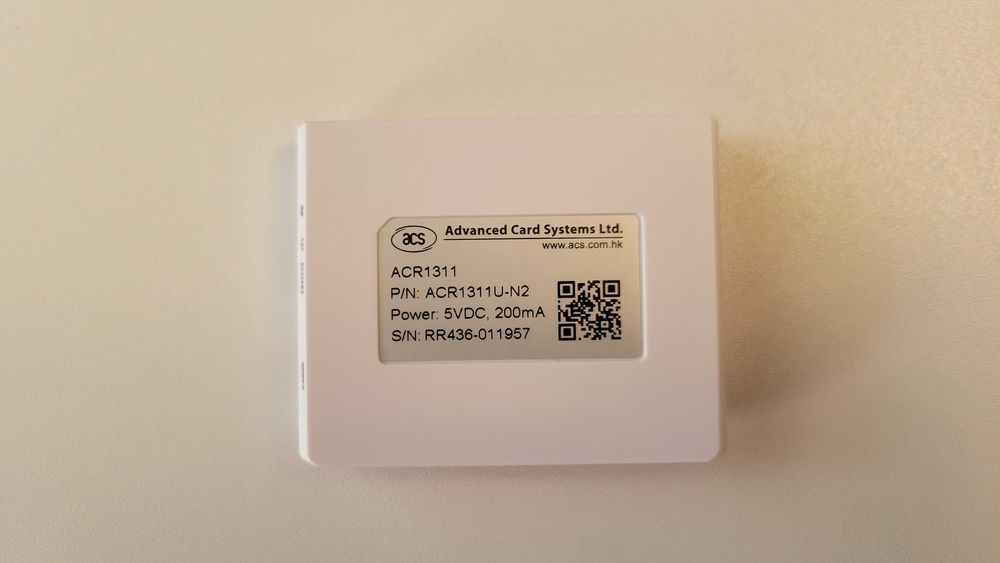 acs
Advanced Card Systems Ltd.
www.acs.com.hk
ACR1311
P/N: ACR1311U-N2
Power: 5VDC, 200mA
S/N: RR436-011957